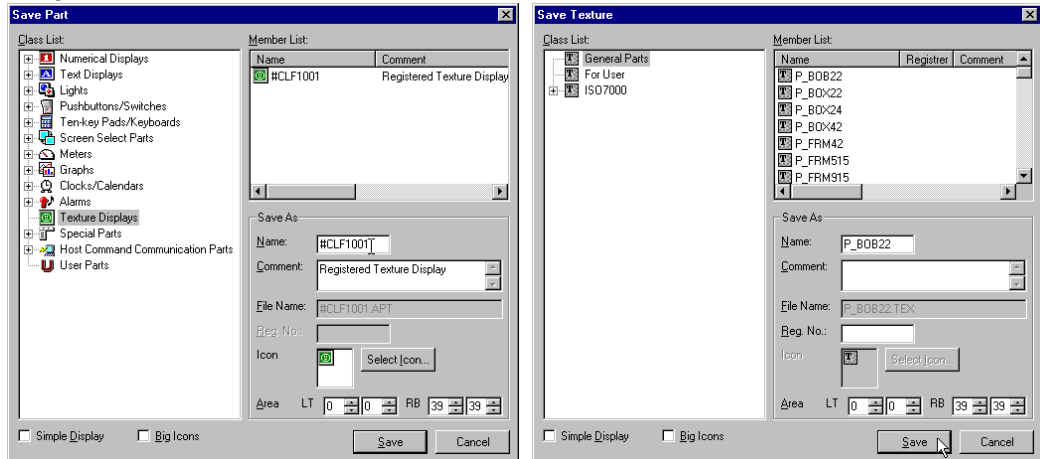 Save Part
Class List:
Numerical Displays
Text Displays
Lights
Pushbuttons/Switches
Ten-key Pads/Keyboards
Screen Select Parts
Meters
Graphs
Clocks/Calendars
Alarms
Texture Displays
Special Parts
Host Command Communication Parts
User Parts
Member List:
Name Comment
#CLF1001 Registered Texture Display
Save As
Name: #CLF1001
Comment: Registered Texture Display
File Name: #CLF1001.APT
Reg. No.:
Icon Select Icon...
Area LT 0 0 RB 39 39
Simple Display Big Icons
Save Cancel
Save Texture
Class List:
General Parts
For User
ISO7000
Member List:
Name Registrer Comment
P_BOB22
P_BOX22
P_BOX24
P_BOX42
P_FRM42
P_FRM515
P_FRM915
Save As
Name: P_BOB22
Comment:
File Name: P_BOB22.TEX
Reg. No.:
Icon Select Icon...
Area LT 0 0 RB 39 39
Simple Display Big Icons
Save Cancel